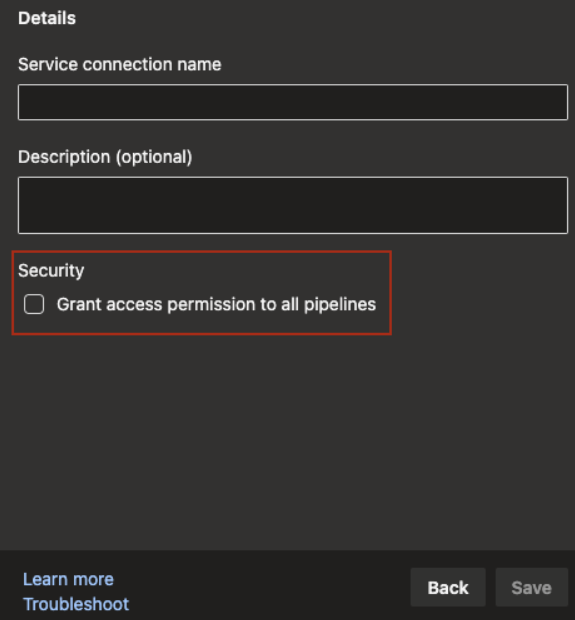 Details
Service connection name
Description (optional)
Security
Grant access permission to all pipelines
Learn more
Back
Save
Troubleshoot